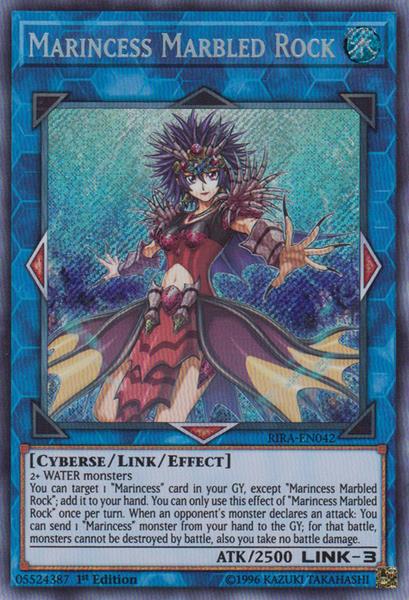 MARINCESS MARBLED ROCK
水
RIRA-EN042
[CYBERSE/LINK/EFFECT]
2+ WATER monsters
You can target 1 "Marincess" card in your GY, except "Marincess Marbled
Rock"; add it to your hand. You can only use this effect of "Marincess Marbled
Rock" once per turn. When an opponent's monster declares an attack: You can
send 1 "Marincess" monster from your hand to the GY; for that battle,
monsters cannot be destroyed by battle, also you take no battle damage.
ATK/2500 LINK-3
05524387 1st Edition ©1996 KAZUKI TAKAHASHI